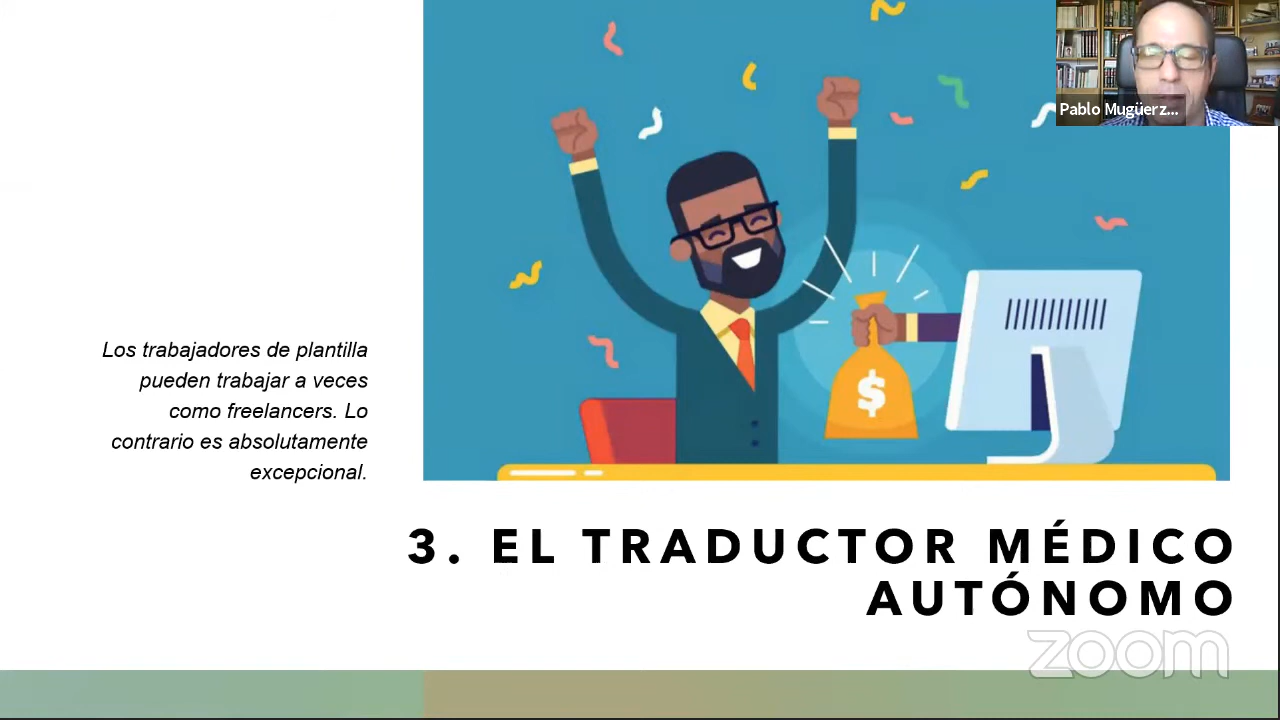 Pablo Mugüerz...
Los trabajadores de plantilla
pueden trabajar a veces
como freelancers. Lo
contrario es absolutamente
excepcional.
$
3. EL TRADUCTOR MÉDICO
AUTÓNOMO
zoom